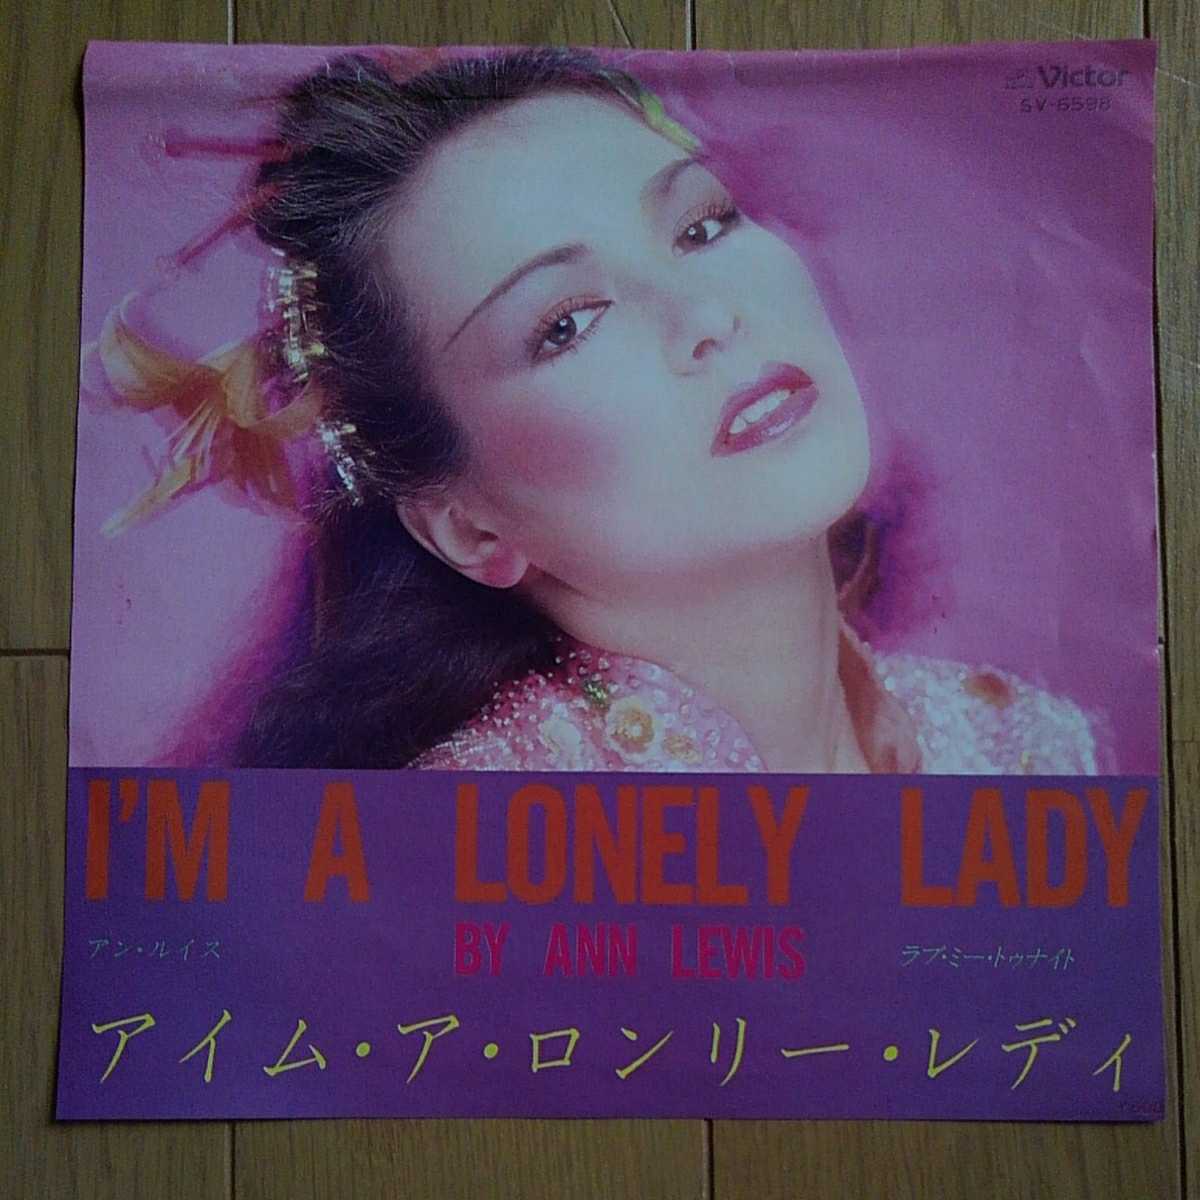 Victor
SV-6598
I'M A LONELY LADY
BY ANN LEWIS
アン・ルイス
ラブ・ミー・トゥナイト
アイム・ア・ロンリー・レディ